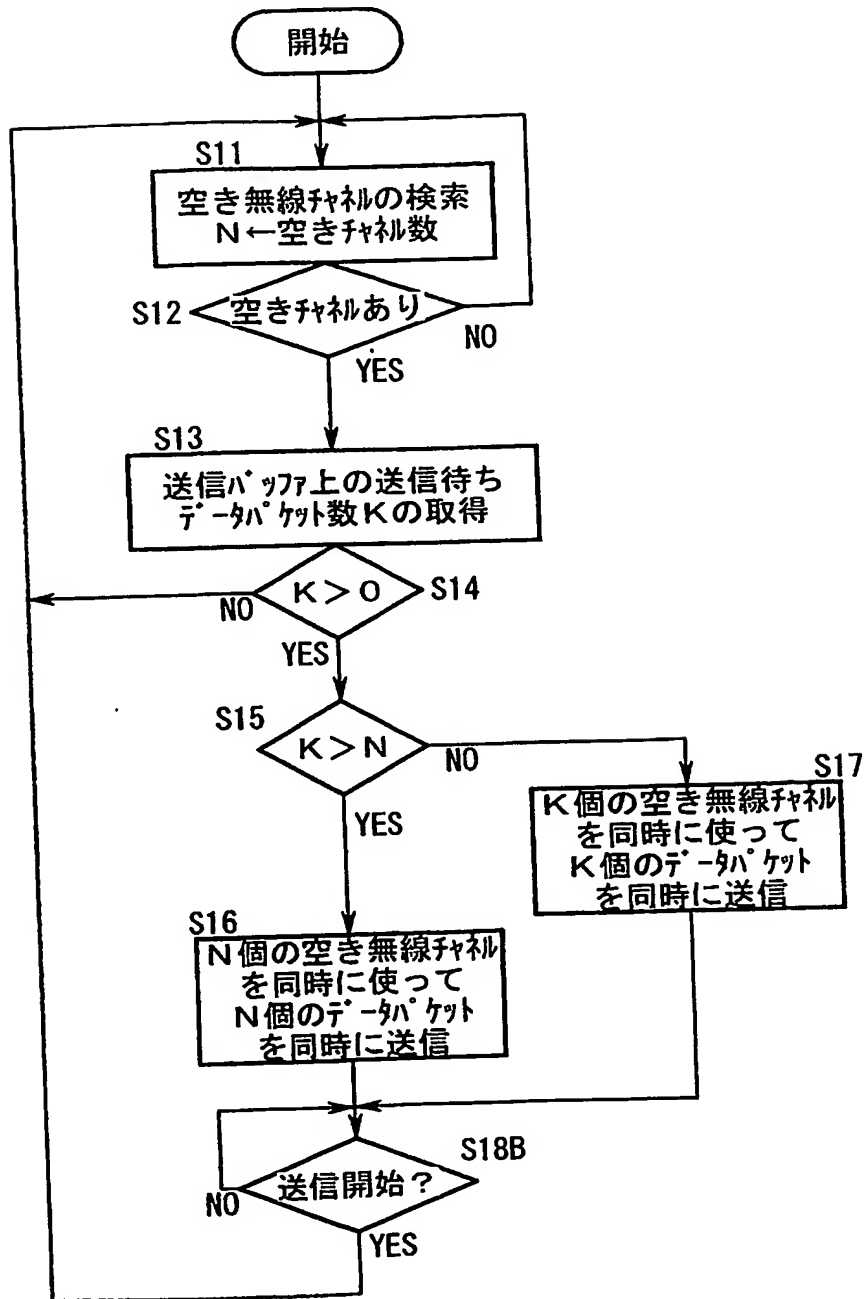 開始
S11
空き無線ﾁｬﾈﾙの検索
N←空きﾁｬﾈﾙ数
S12
空きﾁｬﾈﾙあり
NO
YES
S13
送信ﾊﾞｯﾌｧ上の送信待ち
ﾃﾞｰﾀﾊﾟｹｯﾄ数Kの取得
K＞0
S14
NO
YES
S15
K＞N
NO
YES
S17
K個の空き無線ﾁｬﾈﾙ
を同時に使って
K個のﾃﾞｰﾀﾊﾟｹｯﾄ
を同時に送信
S16
N個の空き無線ﾁｬﾈﾙ
を同時に使って
N個のﾃﾞｰﾀﾊﾟｹｯﾄ
を同時に送信
S18B
送信開始？
NO
YES